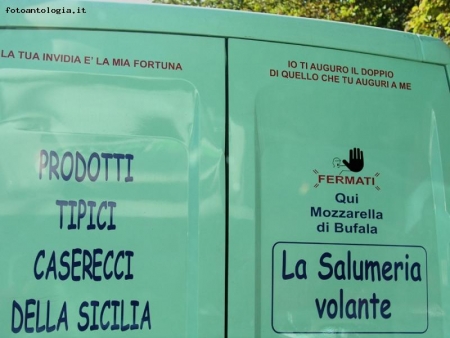 fotoantologia.it
LA TUA INVIDIA E' LA MIA FORTUNA
PRODOTTI
TIPICI
CASERECCI
DELLA SICILIA
IO TI AUGURO IL DOPPIO
DI QUELLO CHE TU AUGURI A ME
FERMATI
Qui
Mozzarella
di Bufala
La Salumeria
volante